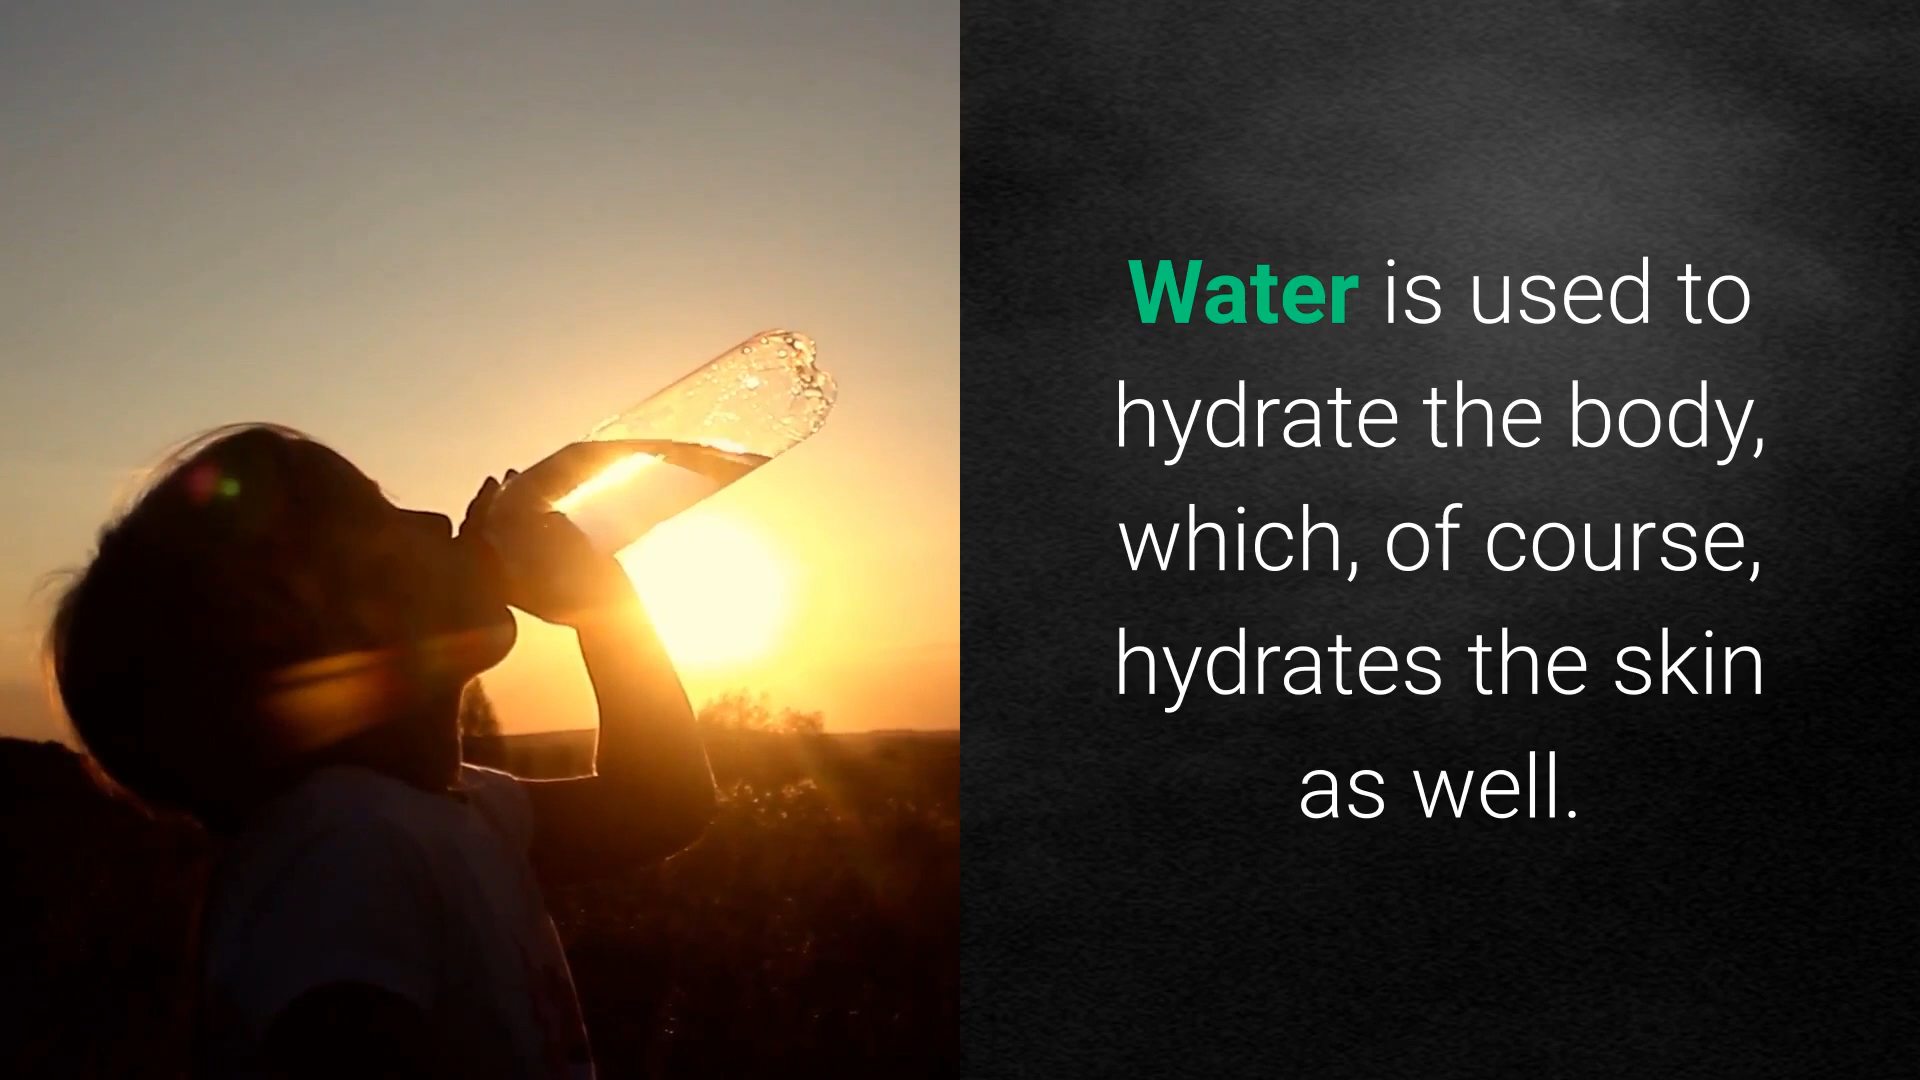 Water is used to
hydrate the body,
which, of course,
hydrates the skin
as well.